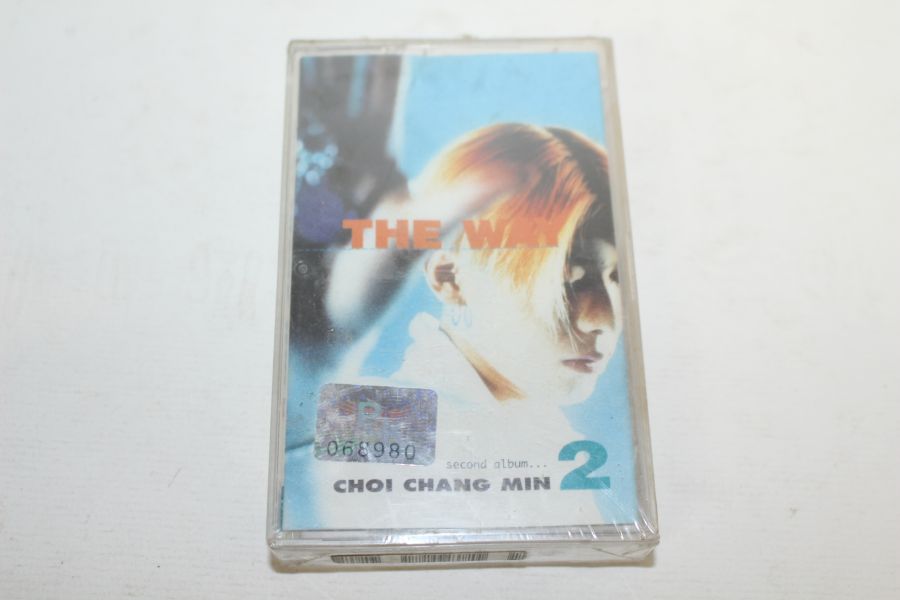 THE WAY
P
068980
second album...
CHOI CHANG MIN 2